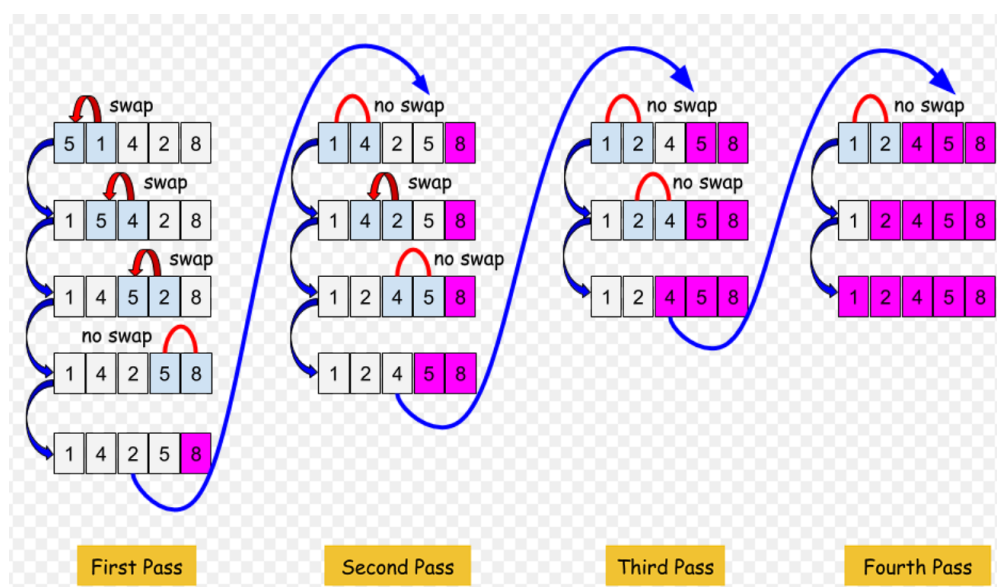 swap
5 1 4 2 8
swap
1 5 4 2 8
swap
1 4 5 2 8
no swap
1 4 2 5 8
1 4 2 5 8
First Pass
no swap
1 4 2 5 8
swap
1 4 2 5 8
no swap
1 2 4 5 8
1 2 4 5 8
Second Pass
no swap
1 2 4 5 8
no swap
1 2 4 5 8
1 2 4 5 8
Third Pass
no swap
1 2 4 5 8
1 2 4 5 8
1 2 4 5 8
Fourth Pass